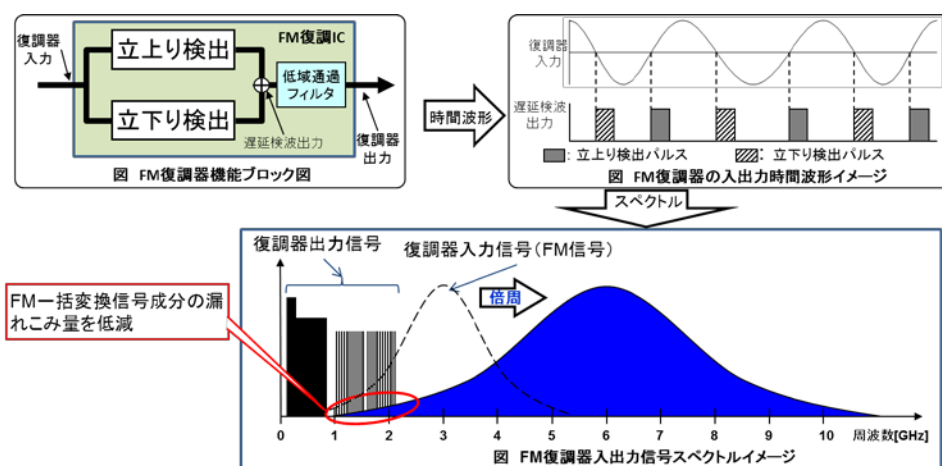 復調器
入力
立上り検出
立下り検出
FM復調IC
低域通過
フィルタ
遅延検波出力
復調器
出力
図 FM復調器機能ブロック図
時間波形
復調器
入力
遅延検波
出力
：立上り検出パルス
：立下り検出パルス
図 FM復調器の入出力時間波形イメージ
スペクトル
復調器出力信号
復調器入力信号(FM信号)
倍周
FM一括変換信号成分の漏
れこみ量を低減
0 1 2 3 4 5 6 7 8 9 10 周波数[GHz]
図 FM復調器入出力信号スペクトルイメージ